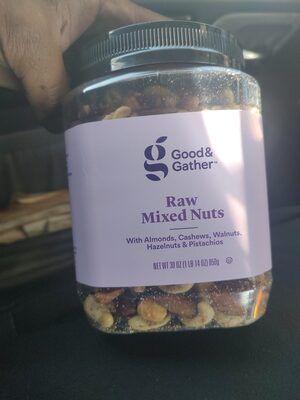 Good&
Gather™
Raw
Mixed Nuts
With Almonds, Cashews, Walnuts,
Hazelnuts & Pistachios
NET WT 30 OZ (1 LB 14 OZ) 850g